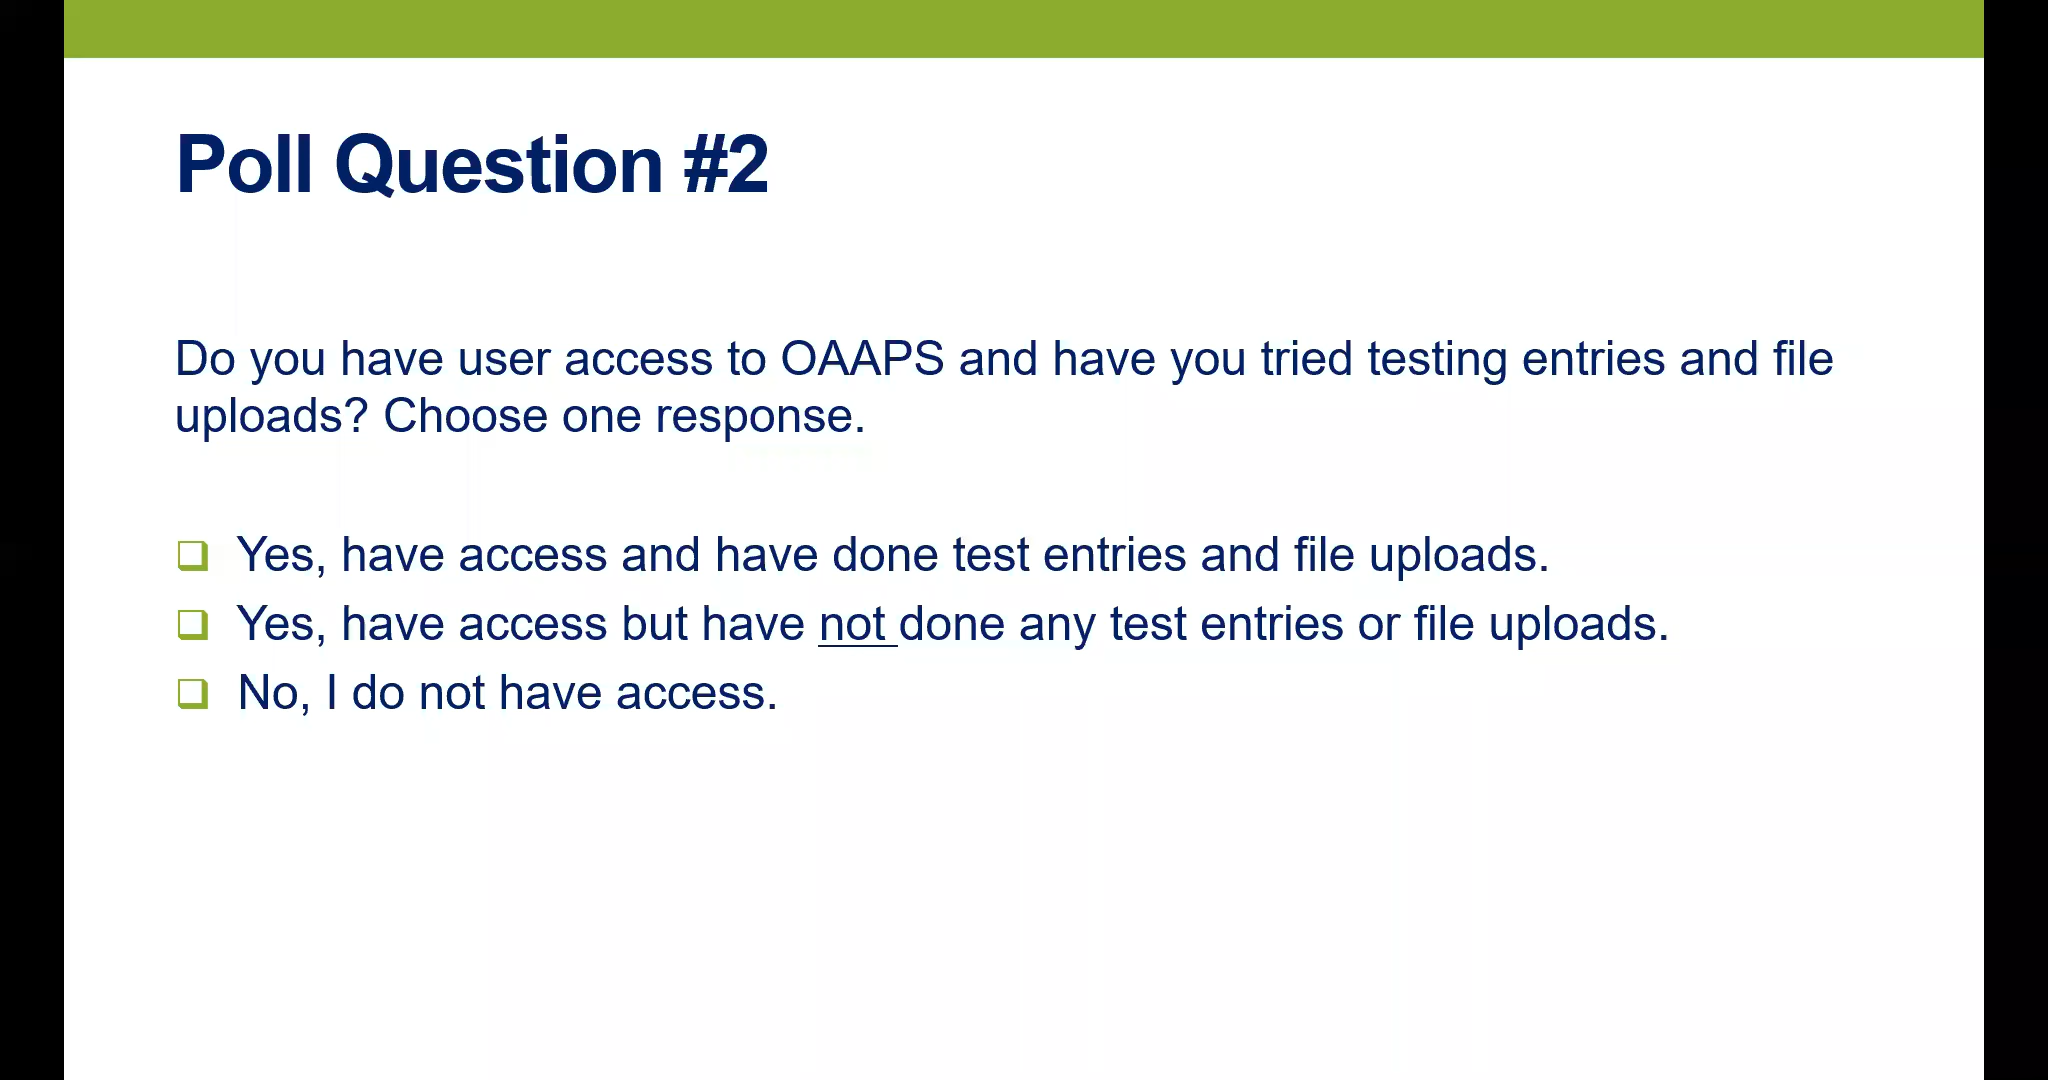 Poll Question #2
Do you have user access to OAAPS and have you tried testing entries and file
uploads? Choose one response.
Yes, have access and have done test entries and file uploads.
Yes, have access but have not done any test entries or file uploads.
No, I do not have access.